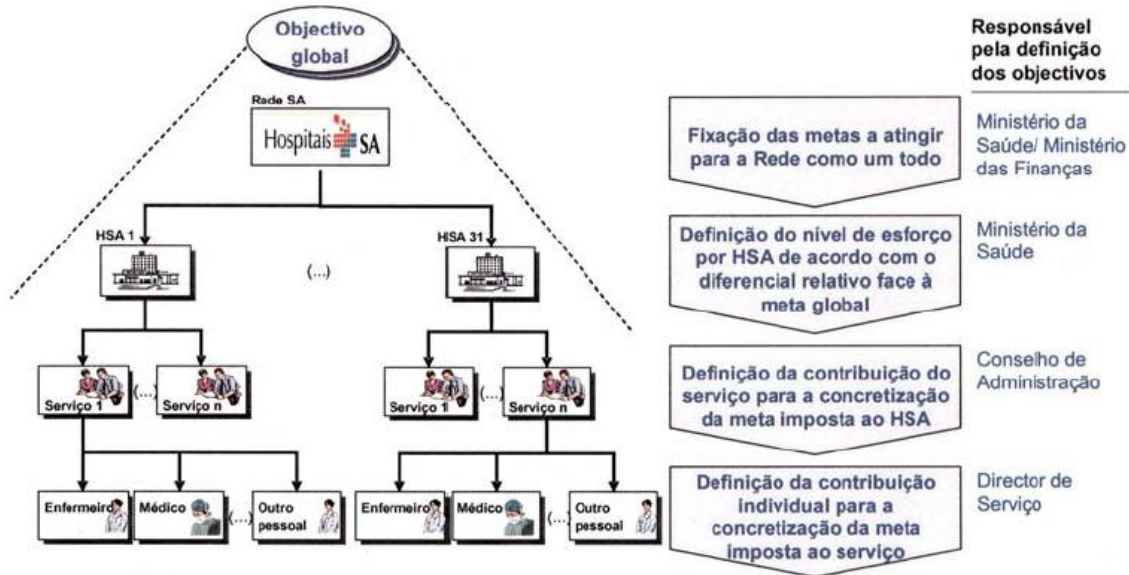 Objectivo
global
Rede SA
Hospitais SA
HSA 1
(...)
HSA 31
Serviço 1
(...)
Serviço n
Serviço 1
(...)
Serviço n
Enfermeiro
Médico
(...)
Outro
pessoal
Enfermeiro
Médico
(...)
Outro
pessoal
Responsável
pela definição
dos objectivos
Fixação das metas a atingir
para a Rede como um todo
Ministério da
Saúde/ Ministério
das Finanças
Definição do nível de esforço
por HSA de acordo com o
diferencial relativo face à
meta global
Ministério da
Saúde
Definição da contribuição do
serviço para a concretização
da meta imposta ao HSA
Conselho de
Administração
Definição da contribuição
individual para a
concretização da meta
imposta ao serviço
Director de
Serviço